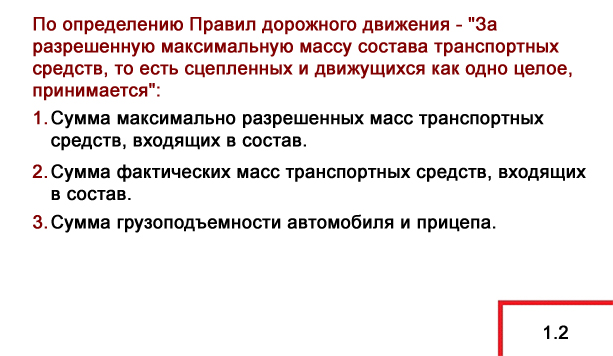 По определению Правил дорожного движения - "За
разрешенную максимальную массу состава транспортных
средств, то есть сцепленных и движущихся как одно целое,
принимается":
1. Сумма максимально разрешенных масс транспортных
средств, входящих в состав.
2. Сумма фактических масс транспортных средств, входящих
в состав.
3. Сумма грузоподъемности автомобиля и прицепа.
1.2